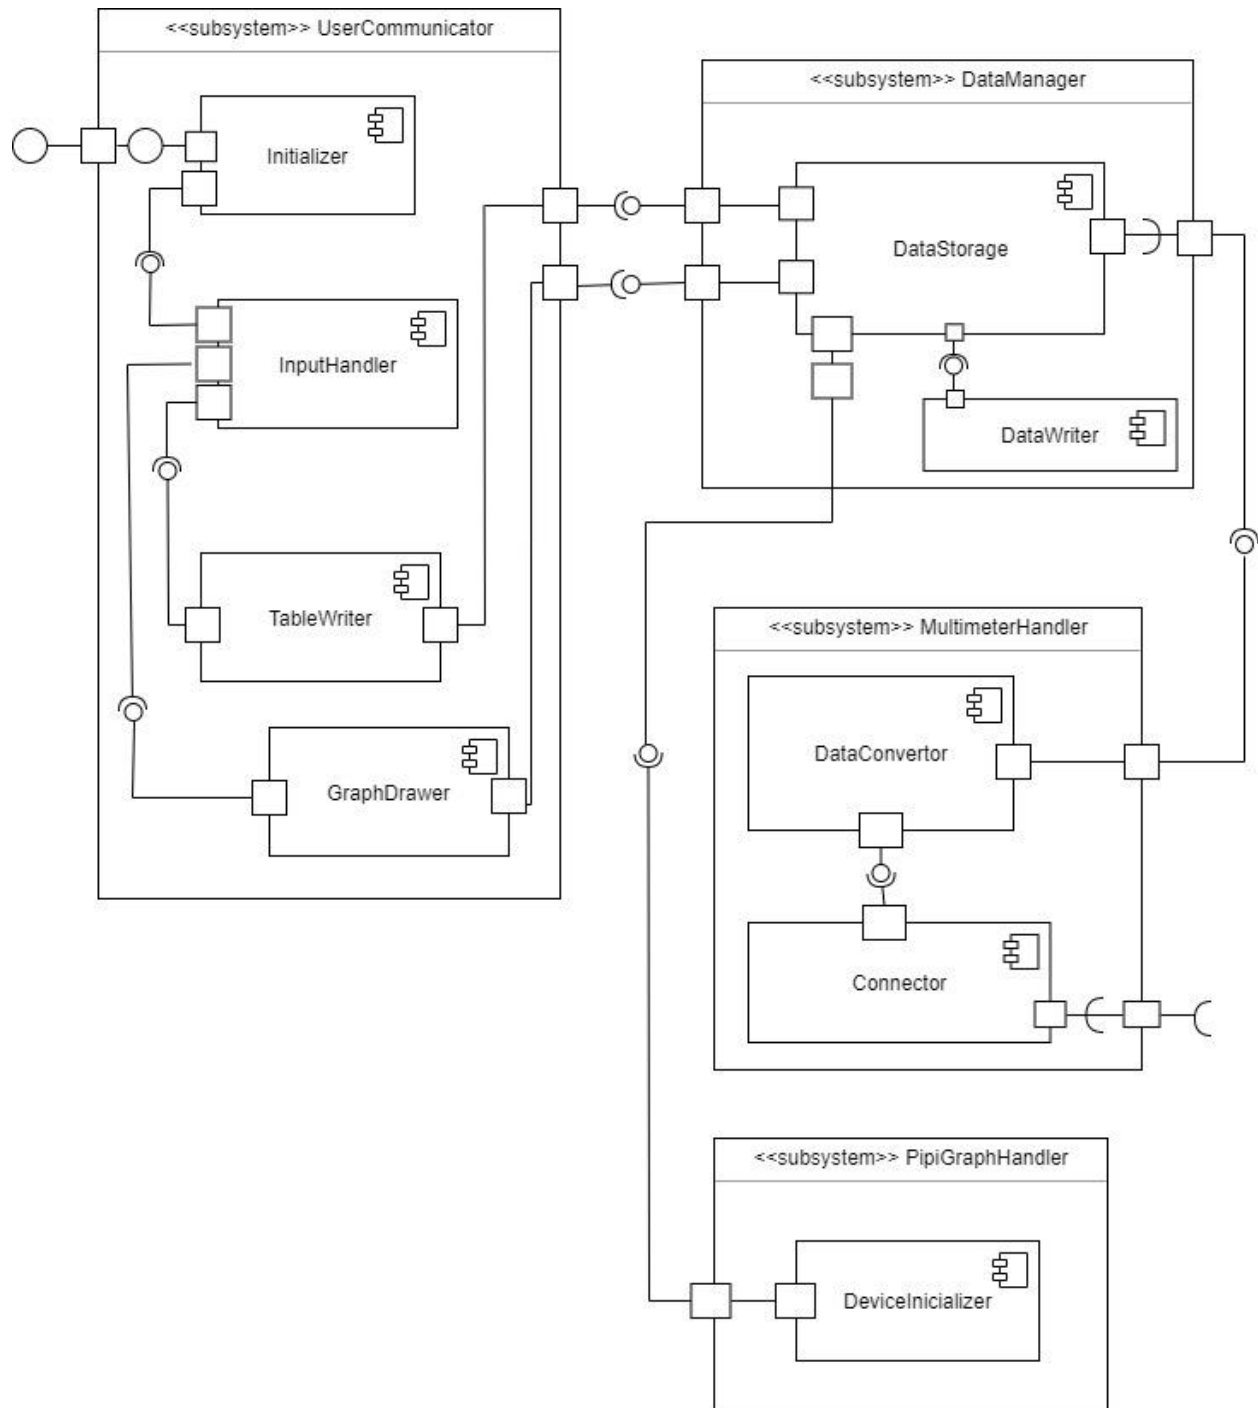 <<subsystem>> UserCommunicator
Initializer
InputHandler
TableWriter
GraphDrawer
<<subsystem>> DataManager
DataStorage
DataWriter
<<subsystem>> MultimeterHandler
DataConvertor
Connector
<<subsystem>> PipiGraphHandler
DeviceInicializer